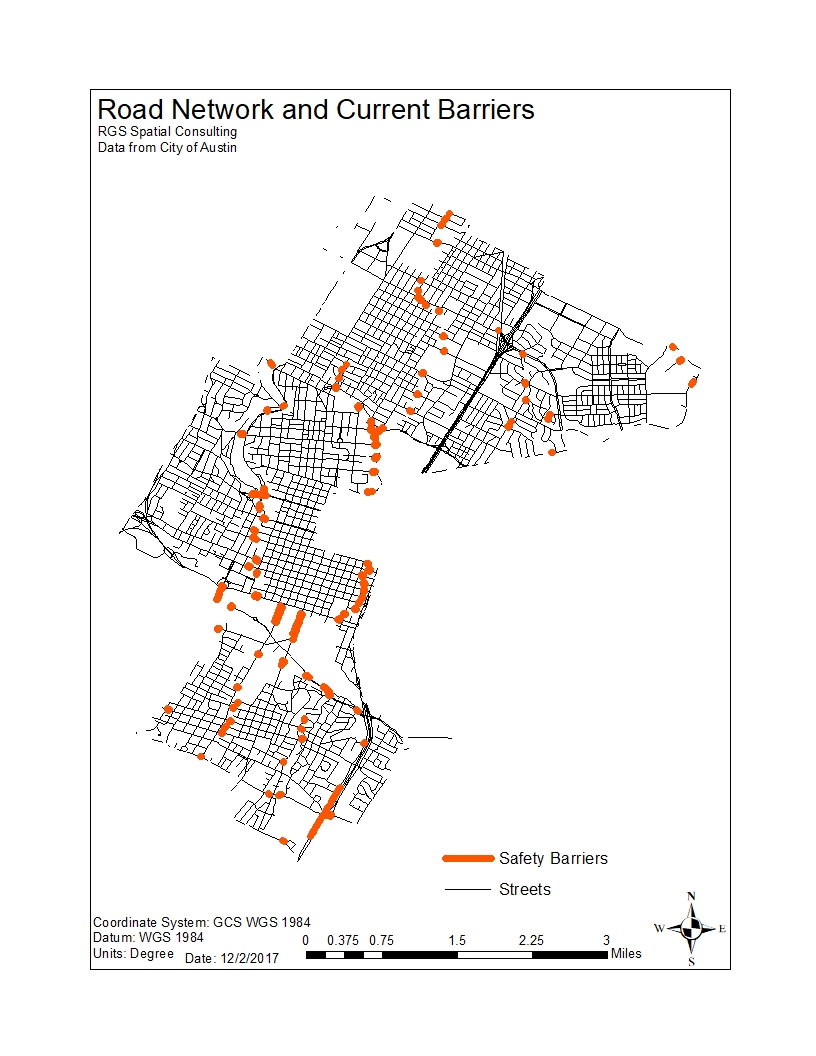 Road Network and Current Barriers
RGS Spatial Consulting
Data from City of Austin
Safety Barriers
Streets
N
W E
S
Coordinate System: GCS WGS 1984
Datum: WGS 1984
Units: Degree Date: 12/2/2017
0 0.375 0.75 1.5 2.25 3
Miles